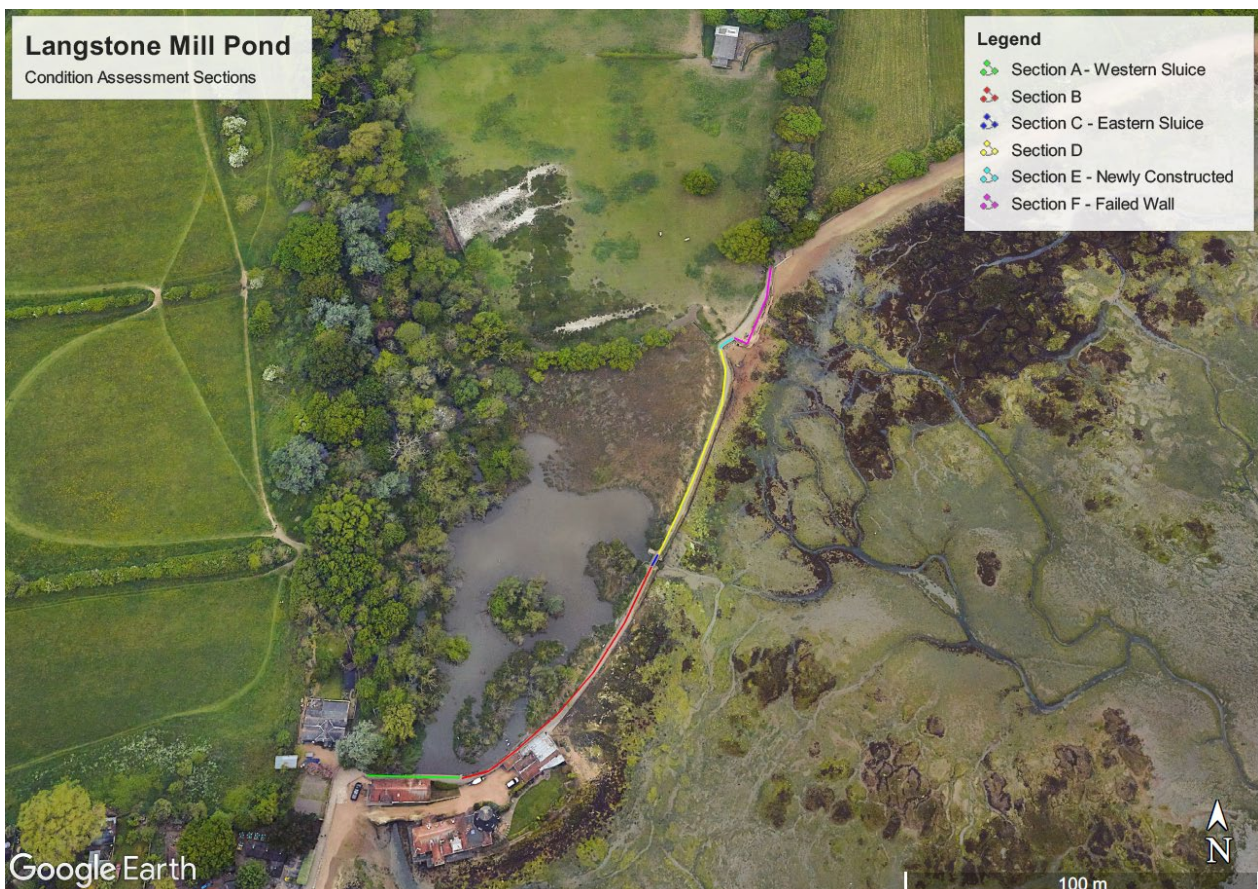 Langstone Mill Pond
Condition Assessment Sections
Legend
Section A - Western Sluice
Section B
Section C - Eastern Sluice
Section D
Section E - Newly Constructed
Section F - Failed Wall
Google Earth
N
100 m